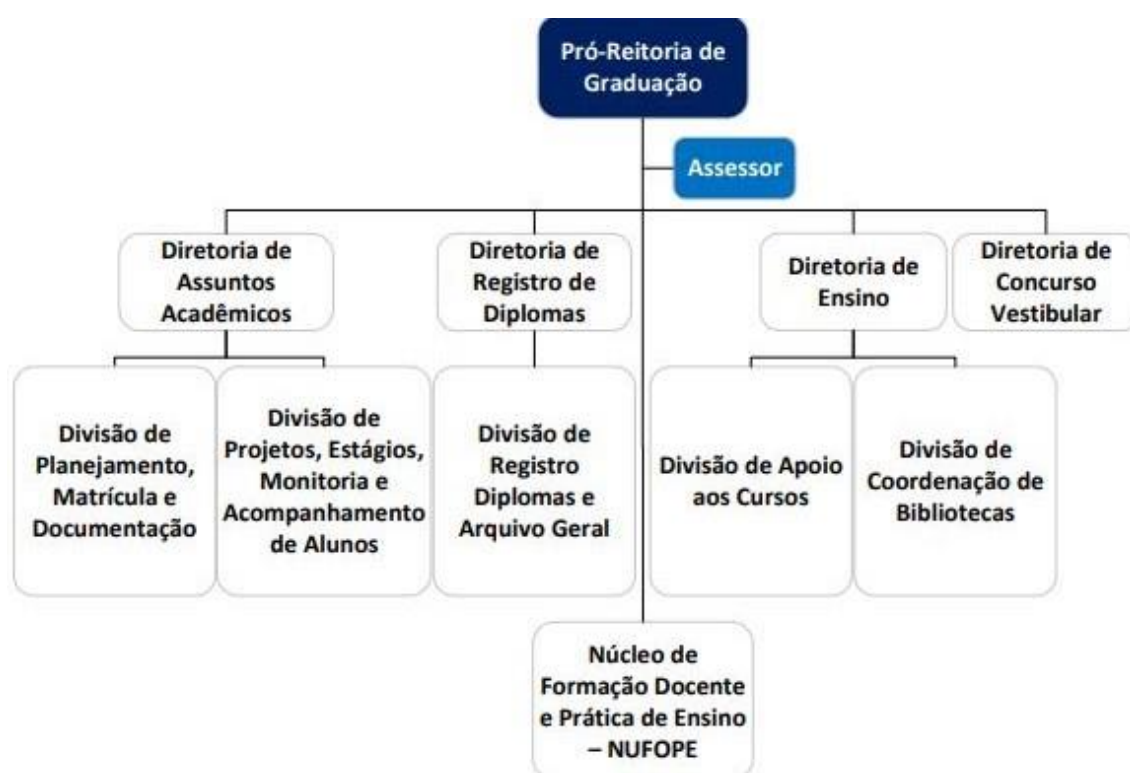 Pró-Reitoria de
Graduação
Assessor
Diretoria de
Assuntos
Acadêmicos
Diretoria de
Registro de
Diplomas
Diretoria de
Ensino
Diretoria de
Concurso
Vestibular
Divisão de
Planejamento,
Matrícula e
Documentação
Divisão de
Projetos, Estágios,
Monitoria e
Acompanhamento
de Alunos
Divisão de
Registro
Diplomas e
Arquivo Geral
Divisão de Apoio
aos Cursos
Divisão de
Coordenação de
Bibliotecas
Núcleo de
Formação Docente
e Prática de Ensino
– NUFOPE